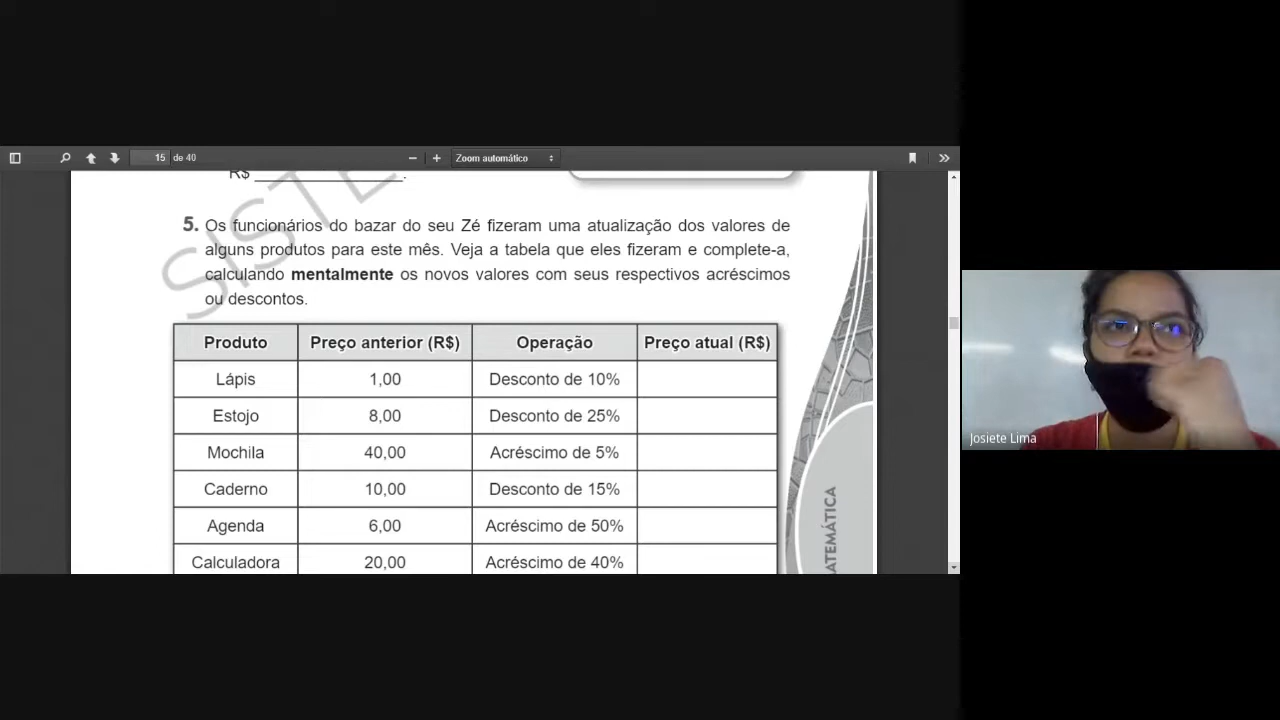 15 de 40
Zoom automático
R$ ________________.
SISTE
5. Os funcionários do bazar do seu Zé fizeram uma atualização dos valores de
alguns produtos para este mês. Veja a tabela que eles fizeram e complete-a,
calculando mentalmente os novos valores com seus respectivos acréscimos
ou descontos.
Produto Preço anterior (R$) Operação Preço atual (R$)
Lápis 1,00 Desconto de 10%
Estojo 8,00 Desconto de 25%
Mochila 40,00 Acréscimo de 5%
Caderno 10,00 Desconto de 15%
Agenda 6,00 Acréscimo de 50%
Calculadora 20,00 Acréscimo de 40%
ATEMÁTICA
Josiete Lima